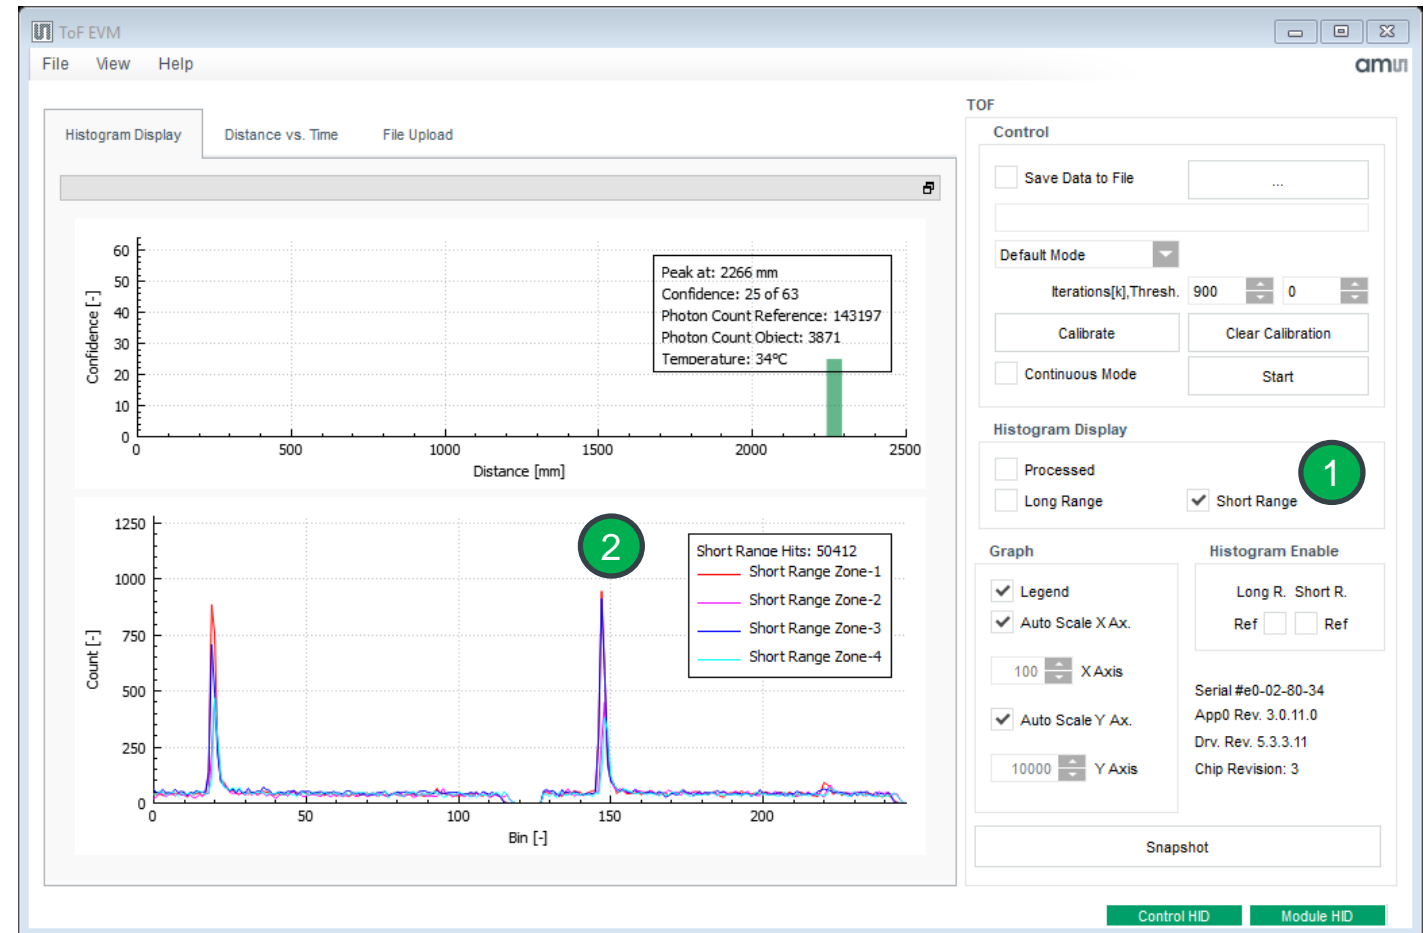 ToF EVM
File View Help
amu
Histogram Display Distance vs. Time File Upload
60
50
40
30
20
10
0
Confidence [-]
0 500 1000 1500 2000 2500
Distance [mm]
Peak at: 2266 mm
Confidence: 25 of 63
Photon Count Reference: 143197
Photon Count Object: 3871
Temperature: 34°C
1250
1000
750
500
250
0
Count [-]
0 50 100 150 200
Bin [-]
2
Short Range Hits: 50412
Short Range Zone-1
Short Range Zone-2
Short Range Zone-3
Short Range Zone-4
TOF
Control
Save Data to File ...
Default Mode
Iterations[k],Thresh. 900 0
Calibrate Clear Calibration
Continuous Mode Start
Histogram Display
Processed
1
Long Range Short Range
Graph
Legend
Auto Scale X Ax.
100 X Axis
Auto Scale Y Ax.
10000 Y Axis
Histogram Enable
Long R. Short R.
Ref Ref
Serial #e0-02-80-34
App0 Rev. 3.0.11.0
Drv. Rev. 5.3.3.11
Chip Revision: 3
Snapshot
Control HID Module HID